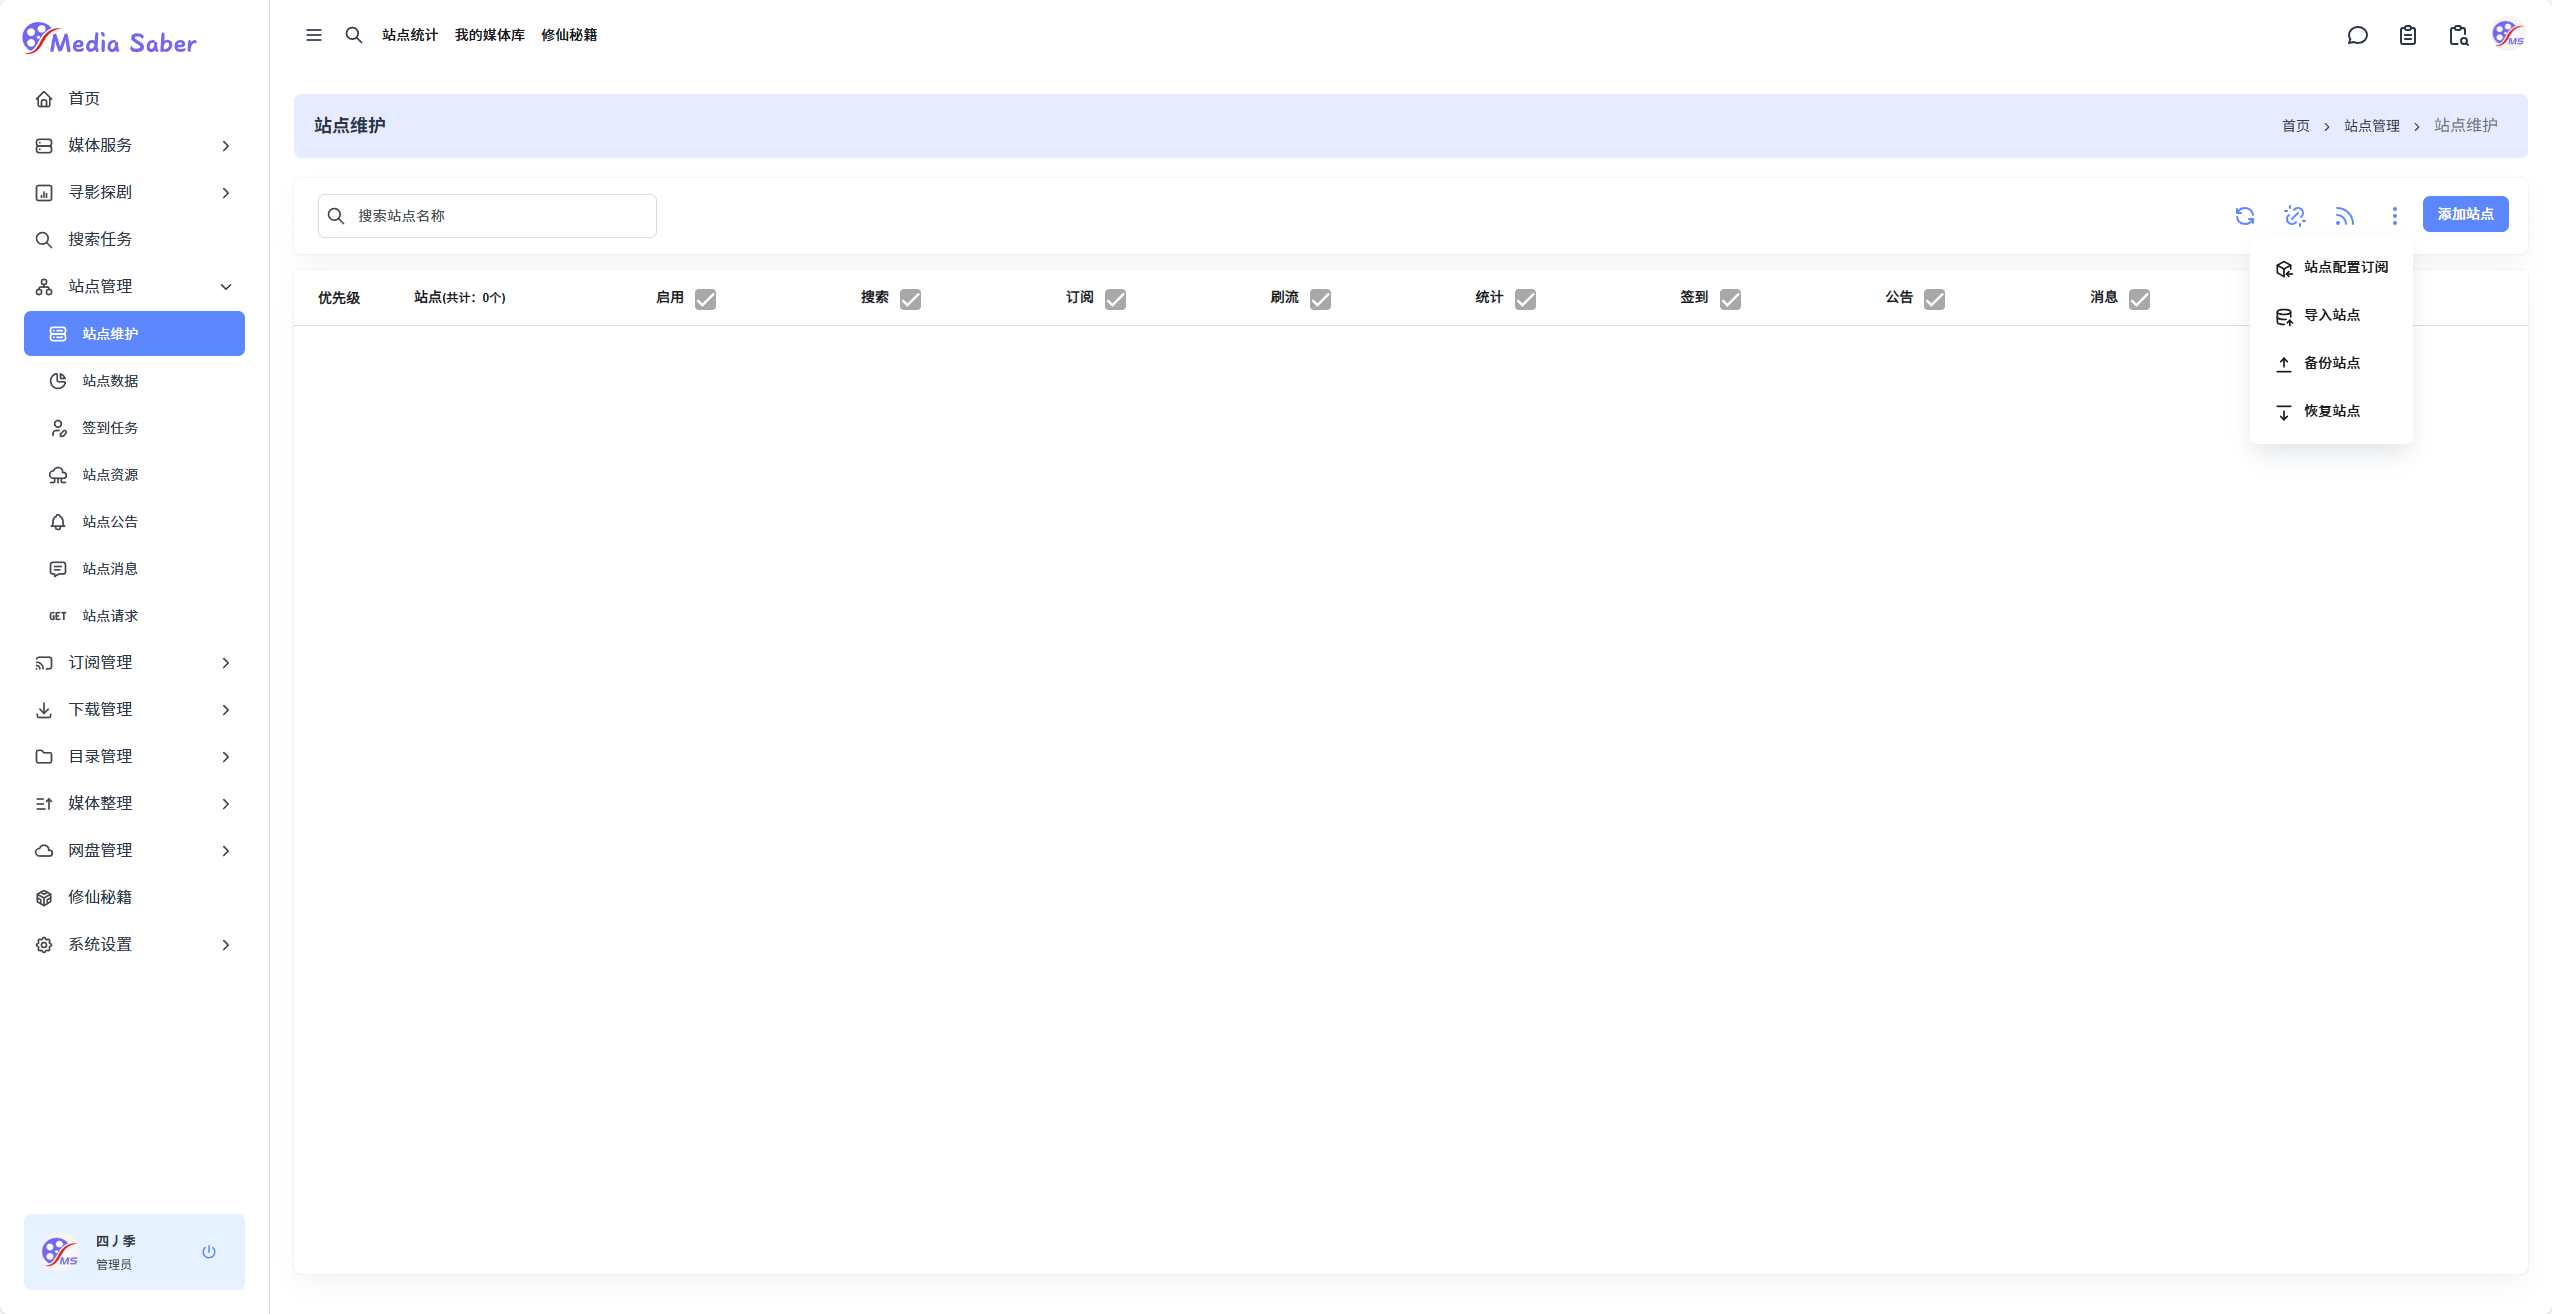 Media Saber
首页
媒体服务
寻影探剧
搜索任务
站点管理
站点维护
站点数据
签到任务
站点资源
站点公告
站点消息
GET 站点请求
订阅管理
下载管理
目录管理
媒体整理
网盘管理
修仙秘籍
系统设置
MS
四丿季
管理员
站点统计 我的媒体库 修仙秘籍
MS
站点维护
首页 > 站点管理 > 站点维护
搜索站点名称
添加站点
站点配置订阅
导入站点
备份站点
恢复站点
优先级 站点(共计：0个) 启用 搜索 订阅 刷流 统计 签到 公告 消息